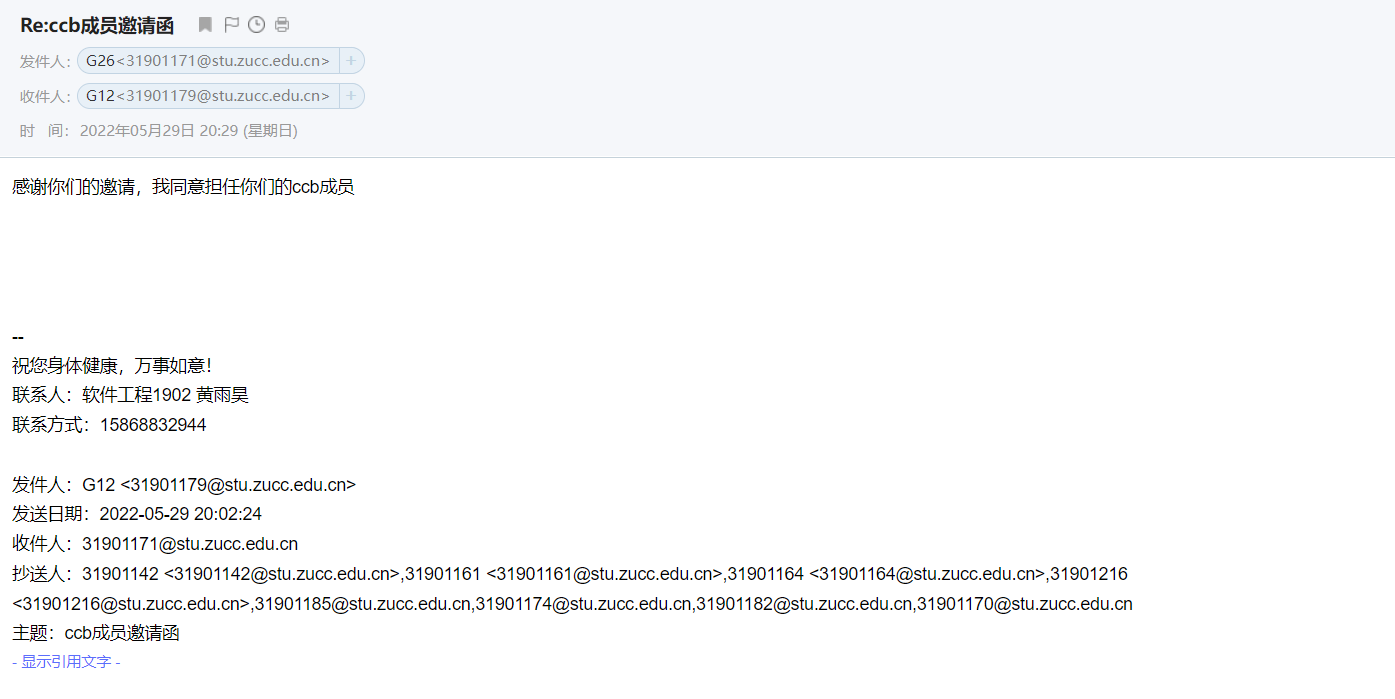 Re:ccb成员邀请函
发件人：G26<31901171@stu.zucc.edu.cn> +
收件人：G12<31901179@stu.zucc.edu.cn> +
时 间：2022年05月29日 20:29 (星期日)
感谢你们的邀请，我同意担任你们的ccb成员
--
祝您身体健康，万事如意！
联系人：软件工程1902 黄雨昊
联系方式：15868832944
发件人：G12 <31901179@stu.zucc.edu.cn>
发送日期：2022-05-29 20:02:24
收件人：31901171@stu.zucc.edu.cn
抄送人：31901142 <31901142@stu.zucc.edu.cn>,31901161 <31901161@stu.zucc.edu.cn>,31901164 <31901164@stu.zucc.edu.cn>,31901216
<31901216@stu.zucc.edu.cn>,31901185@stu.zucc.edu.cn,31901174@stu.zucc.edu.cn,31901182@stu.zucc.edu.cn,31901170@stu.zucc.edu.cn
主题：ccb成员邀请函
- 显示引用文字 -